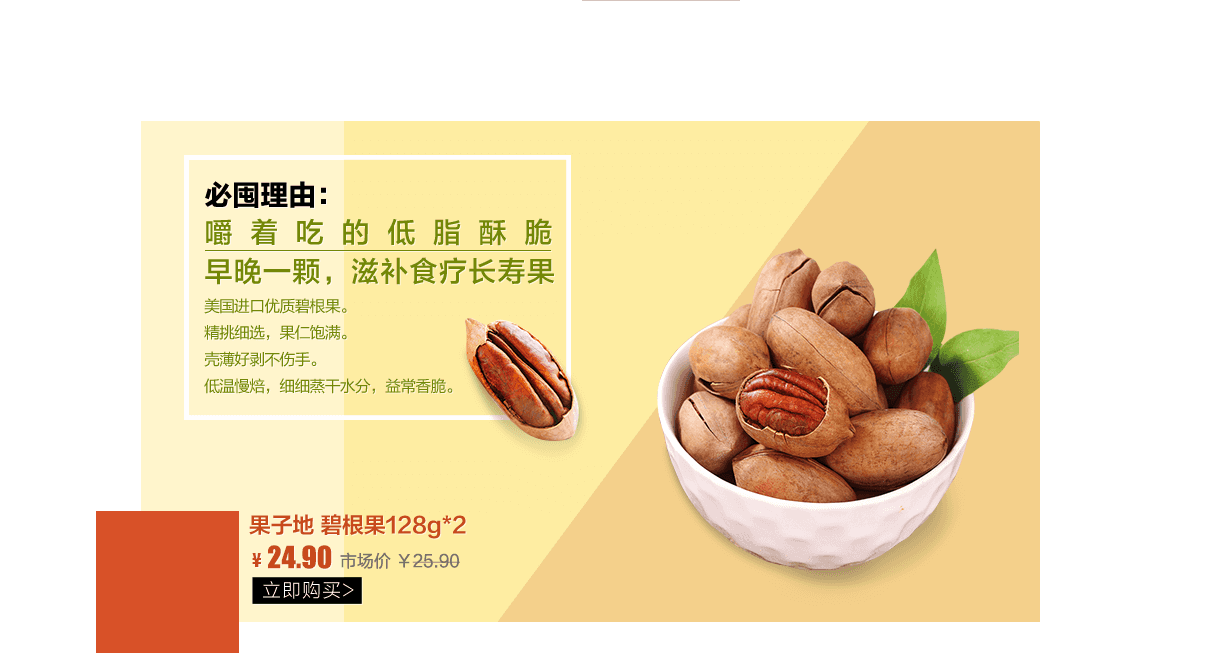 必囤理由：
嚼着吃的低脂酥脆
早晚一颗，滋补食疗长寿果
美国进口优质碧根果。
精挑细选，果仁饱满。
壳薄好剥不伤手。
低温慢焙，细细蒸干水分，益常香脆。
果子地 碧根果128g*2
¥ 24.90 市场价 ￥25.90
立即购买>